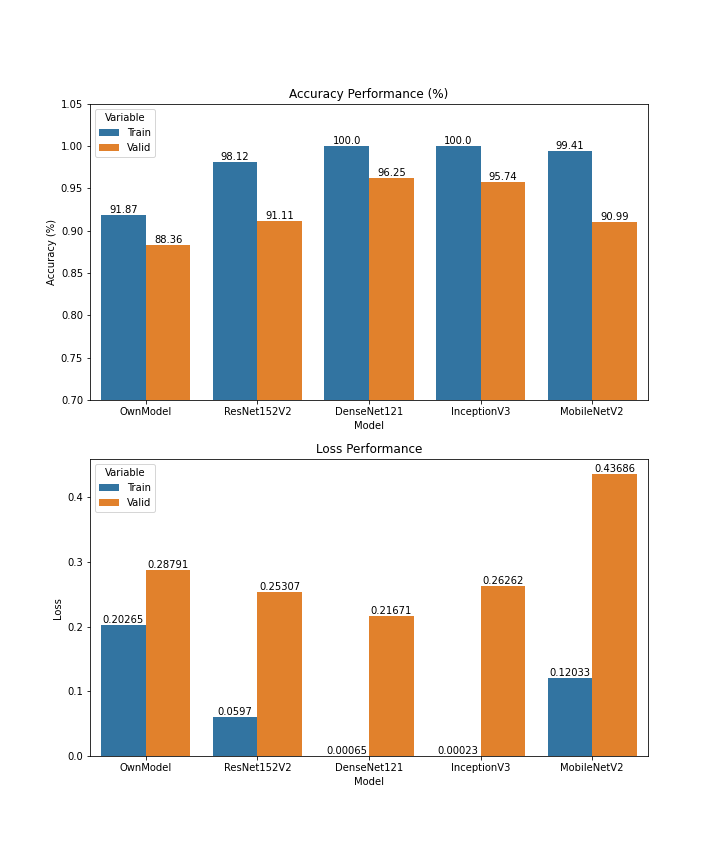 Accuracy Performance (%)
1.05
1.00
0.95
0.90
0.85
0.80
0.75
0.70
Accuracy (%)
Variable
Train
Valid
91.87
88.36
98.12
91.11
100.0
96.25
100.0
95.74
99.41
90.99
OwnModel ResNet152V2 DenseNet121 InceptionV3 MobileNetV2
Model
Loss Performance
0.4
0.3
0.2
0.1
0.0
Loss
Variable
Train
Valid
0.20265
0.28791
0.0597
0.25307
0.00065
0.21671
0.00023
0.26262
0.12033
0.43686
OwnModel ResNet152V2 DenseNet121 InceptionV3 MobileNetV2
Model